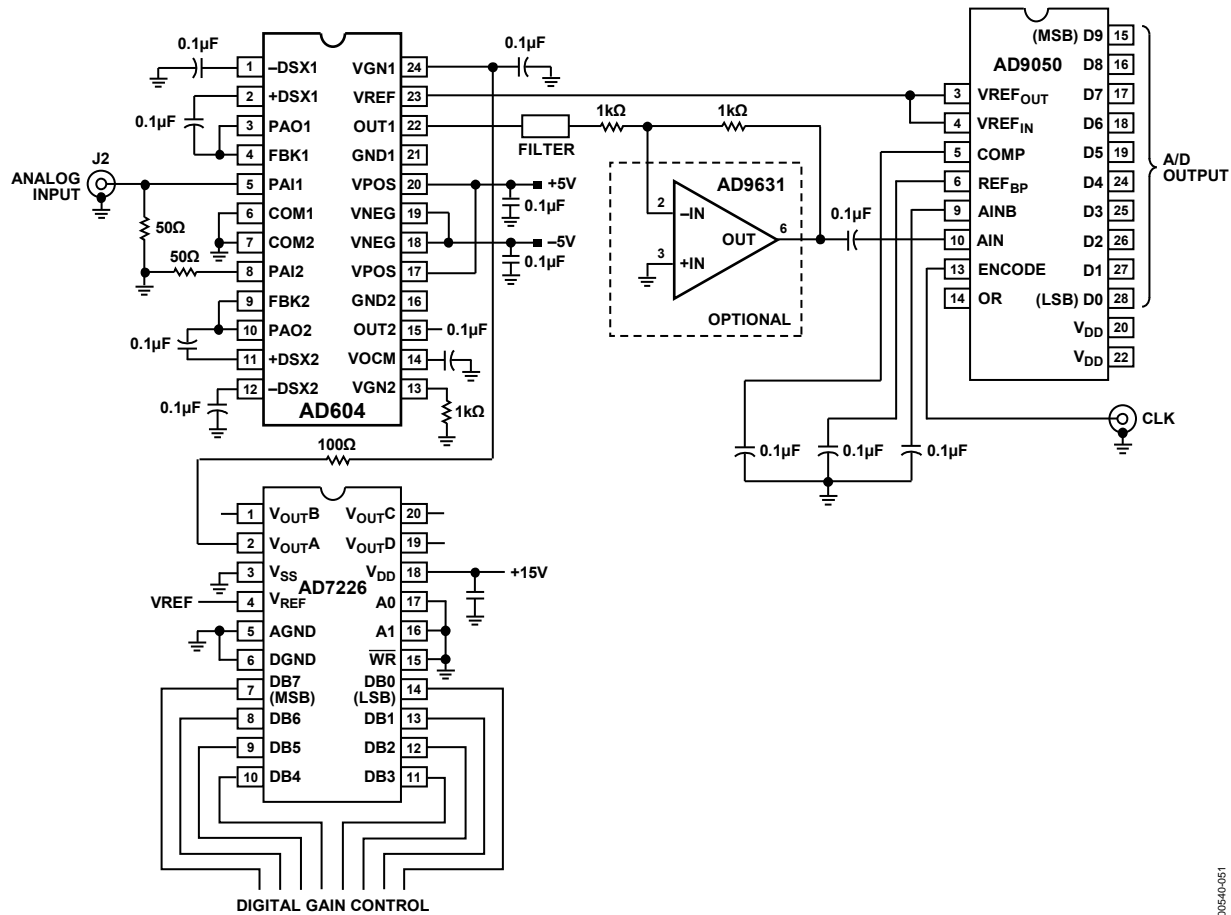 0.1µF
1 –DSX1 VGN1 24
0.1µF
2 +DSX1 VREF 23
0.1µF
3 PAO1 OUT1 22
4 FBK1 GND1 21
J2
ANALOG
INPUT
5 PAI1 VPOS 20
+5V
0.1µF
6 COM1 VNEG 19
50Ω
7 COM2 VNEG 18
–5V
0.1µF
50Ω
8 PAI2 VPOS 17
9 FBK2 GND2 16
10 PAO2 OUT2 15
0.1µF
0.1µF
11 +DSX2 VOCM 14
12 –DSX2 VGN2 13
0.1µF
AD604
1kΩ
100Ω
FILTER
1kΩ
1kΩ
AD9631
2 –IN
OUT 6
3 +IN
OPTIONAL
0.1µF
(MSB) D9 15
AD9050
D8 16
3 VREFOUT D7 17
4 VREFIN D6 18
5 COMP D5 19
6 REFBP D4 24
9 AINB D3 25
10 AIN D2 26
13 ENCODE D1 27
14 OR (LSB) D0 28
VDD 20
VDD 22
A/D
OUTPUT
CLK
0.1µF
0.1µF
0.1µF
1 VOUTB VOUTC 20
2 VOUTA VOUTD 19
3 VSS VDD 18
+15V
AD7226
VREF
4 VREF A0 17
5 AGND A1 16
6 DGND WR 15
7 DB7 (MSB) DB0 (LSB) 14
8 DB6 DB1 13
9 DB5 DB2 12
10 DB4 DB3 11
DIGITAL GAIN CONTROL
00540-051